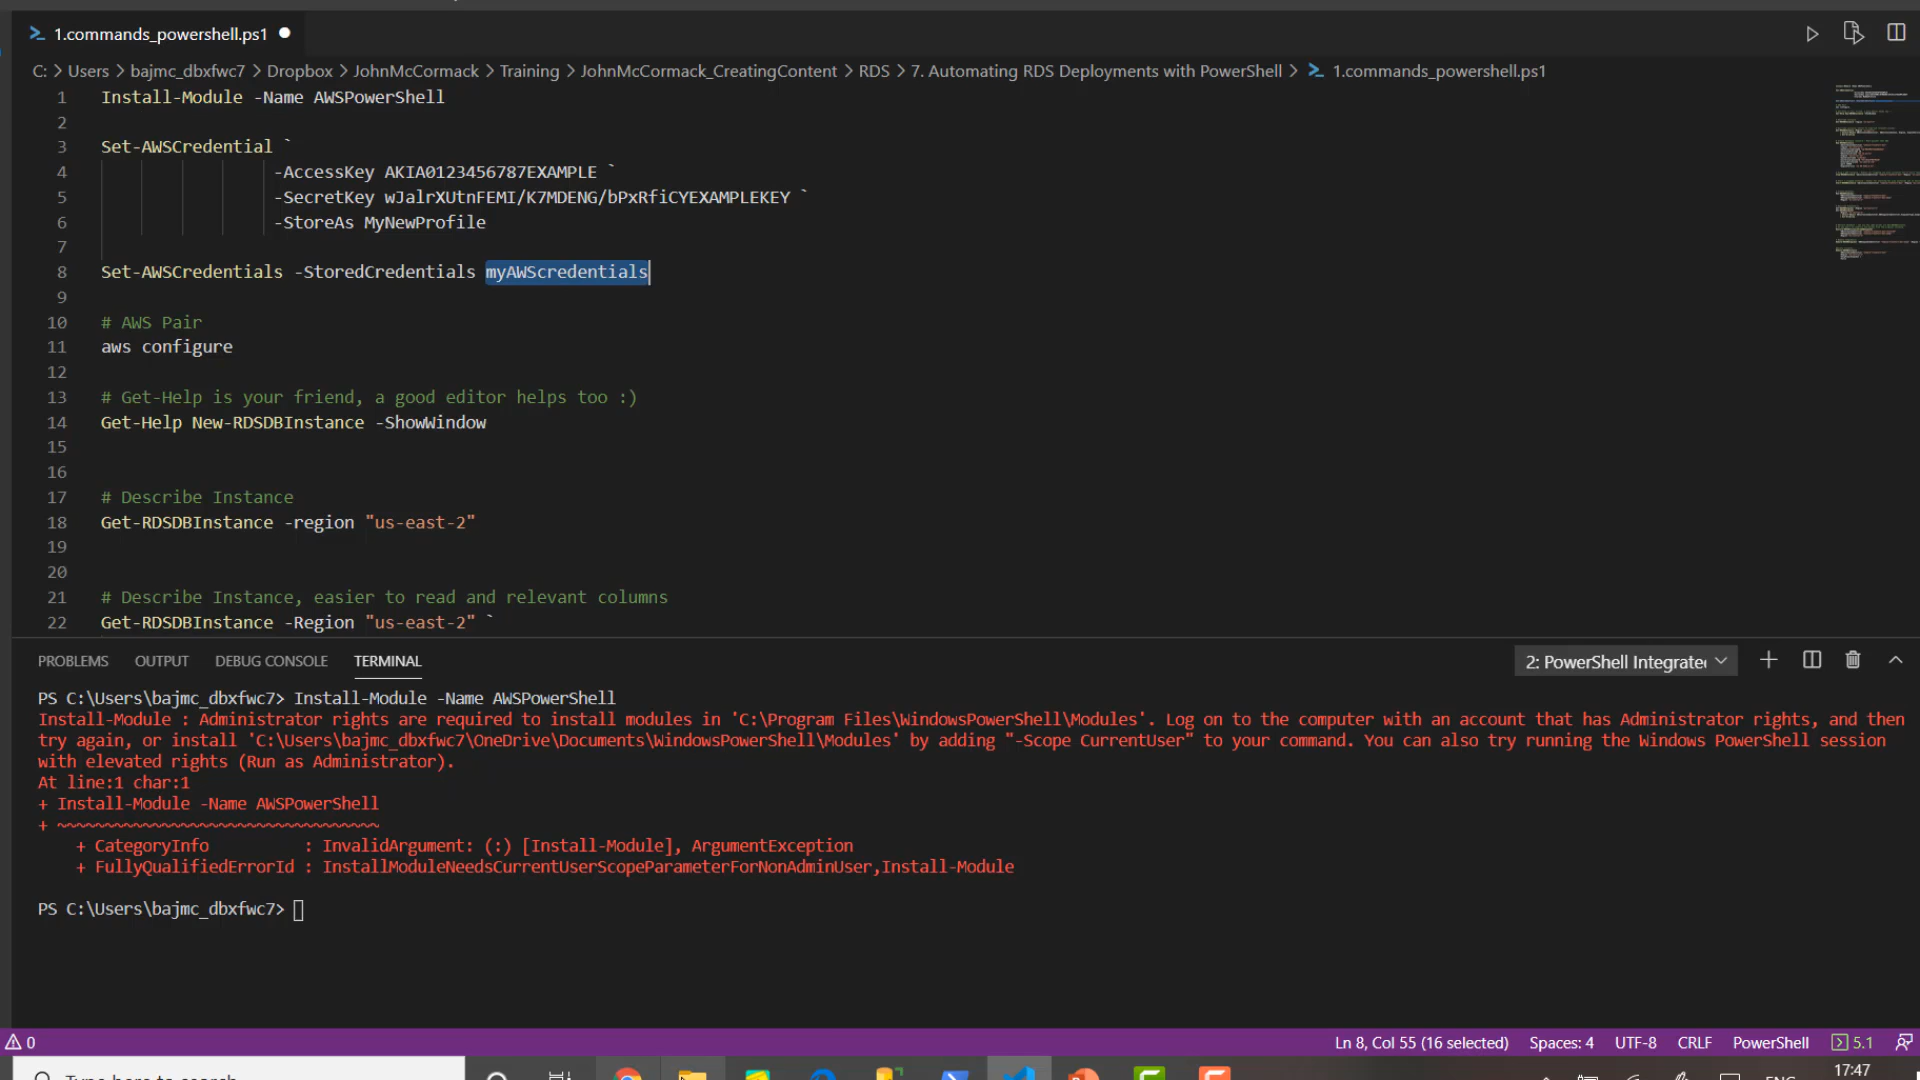 1.commands_powershell.ps1
C: > Users > bajmc_dbxfwc7 > Dropbox > JohnMcCormack > Training > JohnMcCormack_CreatingContent > RDS > 7. Automating RDS Deployments with PowerShell > 1.commands_powershell.ps1
1 Install-Module -Name AWSPowerShell
2
3 Set-AWSCredential `
4 -AccessKey AKIA0123456787EXAMPLE `
5 -SecretKey wJalrXUtnFEMI/K7MDENG/bPxRfiCYEXAMPLEKEY `
6 -StoreAs MyNewProfile
7
8 Set-AWSCredentials -StoredCredentials myAWScredentials
9
10 # AWS Pair
11 aws configure
12
13 # Get-Help is your friend, a good editor helps too :)
14 Get-Help New-RDSDBInstance -ShowWindow
15
16
17 # Describe Instance
18 Get-RDSDBInstance -region "us-east-2"
19
20
21 # Describe Instance, easier to read and relevant columns
22 Get-RDSDBInstance -Region "us-east-2" `
PROBLEMS OUTPUT DEBUG CONSOLE TERMINAL 2: PowerShell Integrate
PS C:\Users\bajmc_dbxfwc7> Install-Module -Name AWSPowerShell
Install-Module : Administrator rights are required to install modules in 'C:\Program Files\WindowsPowerShell\Modules'. Log on to the computer with an account that has Administrator rights, and then
try again, or install 'C:\Users\bajmc_dbxfwc7\OneDrive\Documents\WindowsPowerShell\Modules' by adding "-Scope CurrentUser" to your command. You can also try running the Windows PowerShell session
with elevated rights (Run as Administrator).
At line:1 char:1
+ Install-Module -Name AWSPowerShell
+ ~~~~~~~~~~~~~~~~~~~~~~~~~~~~~~~~~~
+ CategoryInfo : InvalidArgument: (:) [Install-Module], ArgumentException
+ FullyQualifiedErrorId : InstallModuleNeedsCurrentUserScopeParameterForNonAdminUser,Install-Module
PS C:\Users\bajmc_dbxfwc7>
0 Ln 8, Col 55 (16 selected) Spaces: 4 UTF-8 CRLF PowerShell 5.1
Type here to search ENG 17:47